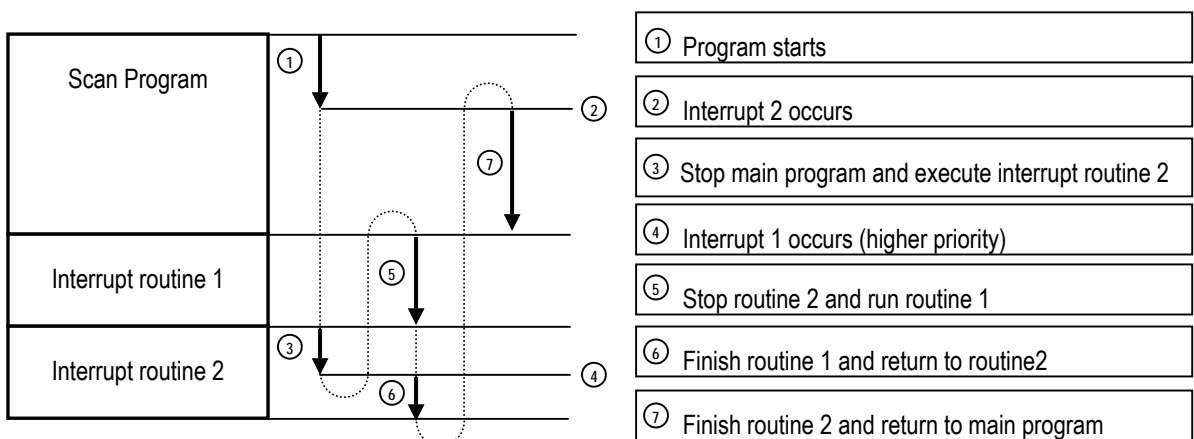 Scan Program
Interrupt routine 1
Interrupt routine 2
①
②
⑦
⑤
③
④
⑥
① Program starts
② Interrupt 2 occurs
③ Stop main program and execute interrupt routine 2
④ Interrupt 1 occurs (higher priority)
⑤ Stop routine 2 and run routine 1
⑥ Finish routine 1 and return to routine2
⑦ Finish routine 2 and return to main program